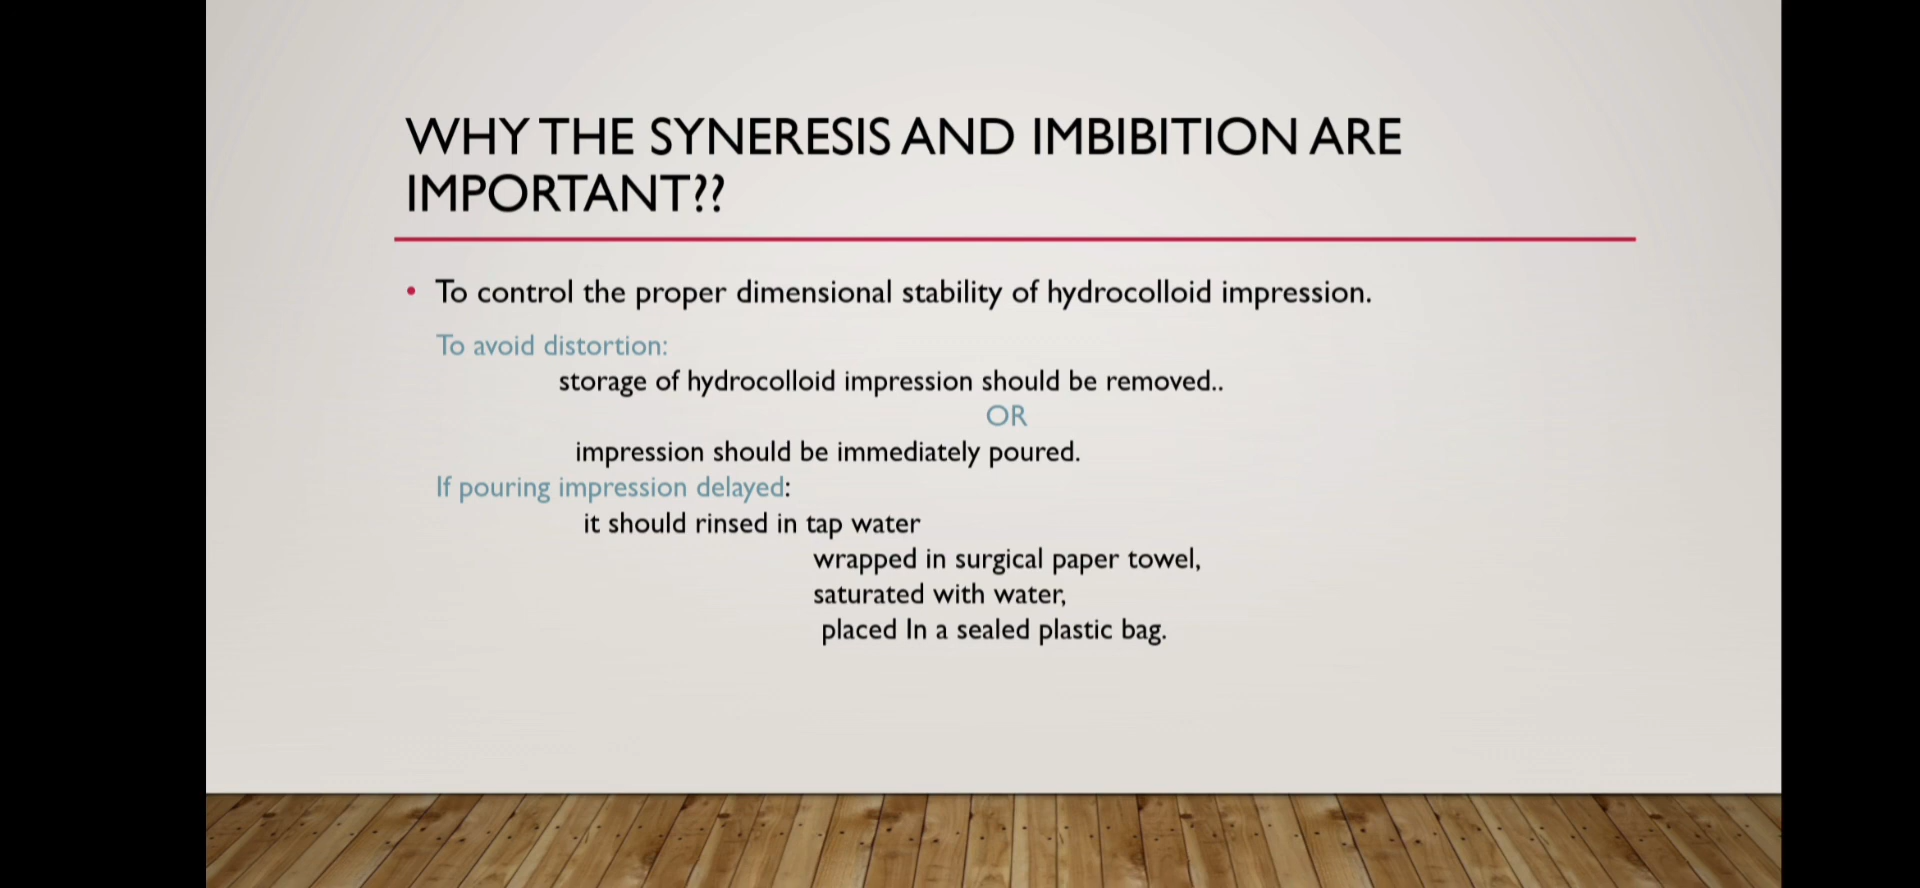 WHY THE SYNERESIS AND IMBIBITION ARE
IMPORTANT??
• To control the proper dimensional stability of hydrocolloid impression.
To avoid distortion:
storage of hydrocolloid impression should be removed..
OR
impression should be immediately poured.
If pouring impression delayed:
it should rinsed in tap water
wrapped in surgical paper towel,
saturated with water,
placed In a sealed plastic bag.